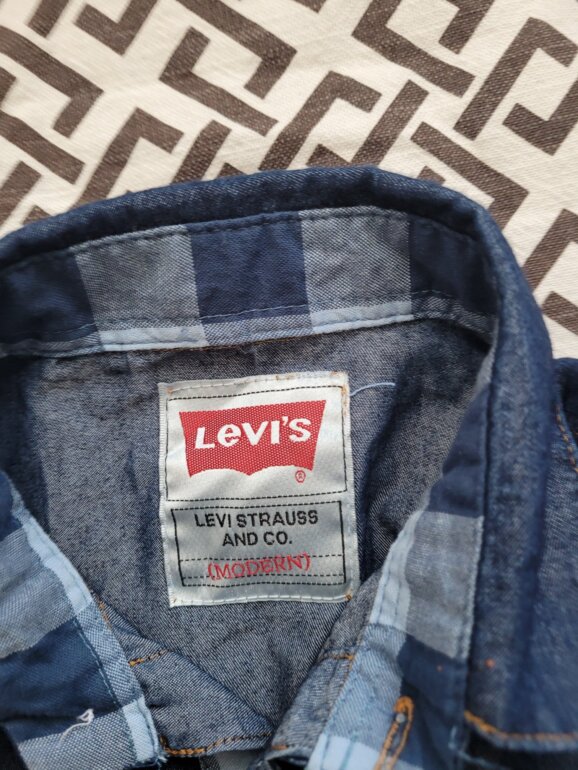 LEVI'S
®
LEVI STRAUSS
AND CO.
(MODERN)